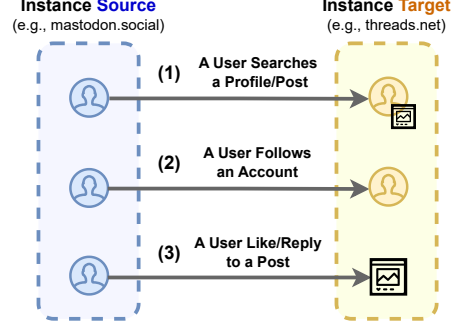 Instance Source
(e.g., mastodon.social)
Instance Target
(e.g., threads.net)
(1)
A User Searches
a Profile/Post
(2)
A User Follows
an Account
(3)
A User Like/Reply
to a Post